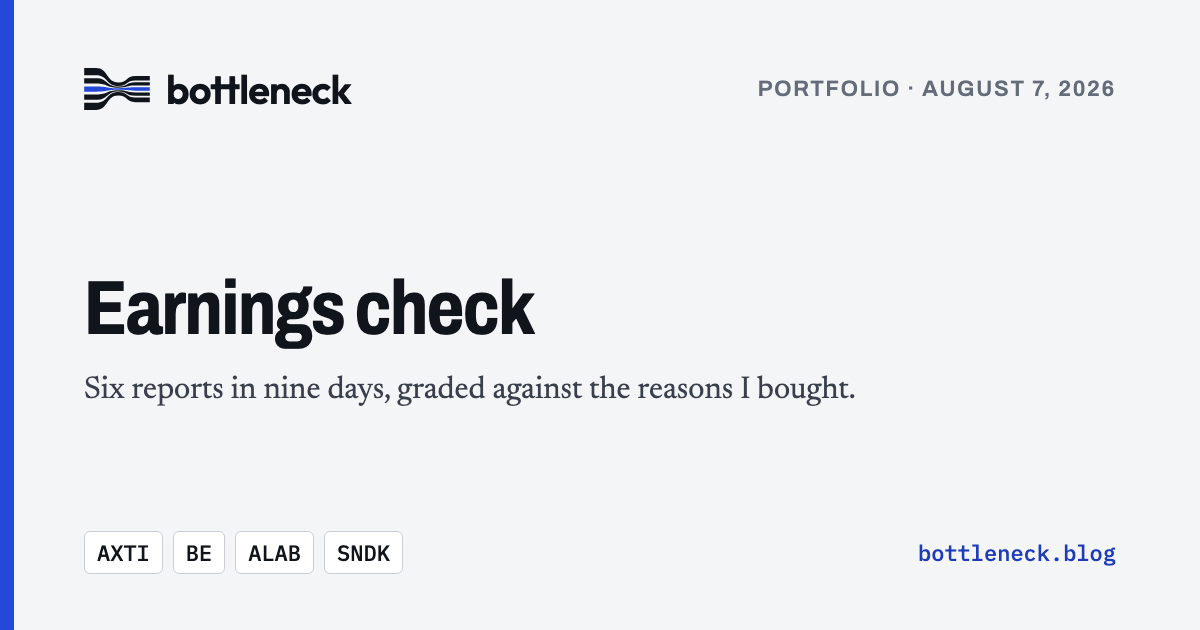 bottleneck
PORTFOLIO · AUGUST 7, 2026
Earnings check
Six reports in nine days, graded against the reasons I bought.
AXTI BE ALAB SNDK
bottleneck.blog